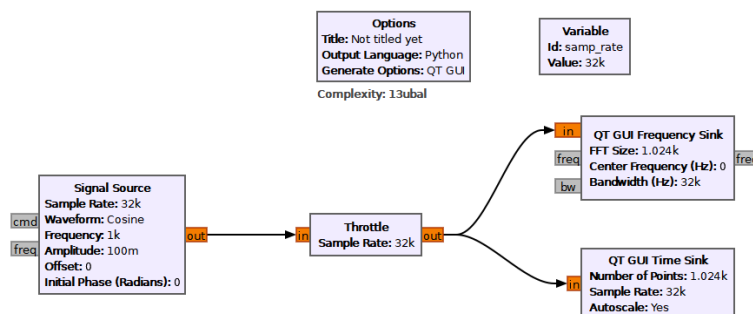 Options
Title: Not titled yet
Output Language: Python
Generate Options: QT GUI
Complexity: 13ubal
Variable
Id: samp_rate
Value: 32k
Signal Source
Sample Rate: 32k
Waveform: Cosine
Frequency: 1k
Amplitude: 100m
Offset: 0
Initial Phase (Radians): 0
cmd
freq
out
in
Throttle
Sample Rate: 32k
out
in
freq
bw
QT GUI Frequency Sink
FFT Size: 1.024k
Center Frequency (Hz): 0
Bandwidth (Hz): 32k
in
QT GUI Time Sink
Number of Points: 1.024k
Sample Rate: 32k
Autoscale: Yes